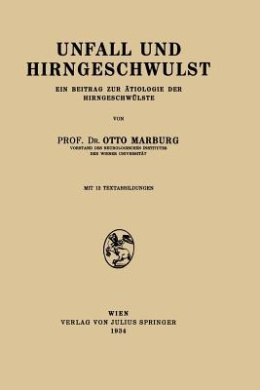 UNFALL UND
HIRNGESCHWULST
EIN BEITRAG ZUR ÄTIOLOGIE DER
HIRNGESCHWÜLSTE
VON
PROF. DR. OTTO MARBURG
VORSTAND DES NEUROLOGISCHEN INSTITUTES
DER WIENER UNIVERSITÄT
MIT 12 TEXTABBILDUNGEN
WIEN
VERLAG VON JULIUS SPRINGER
1934